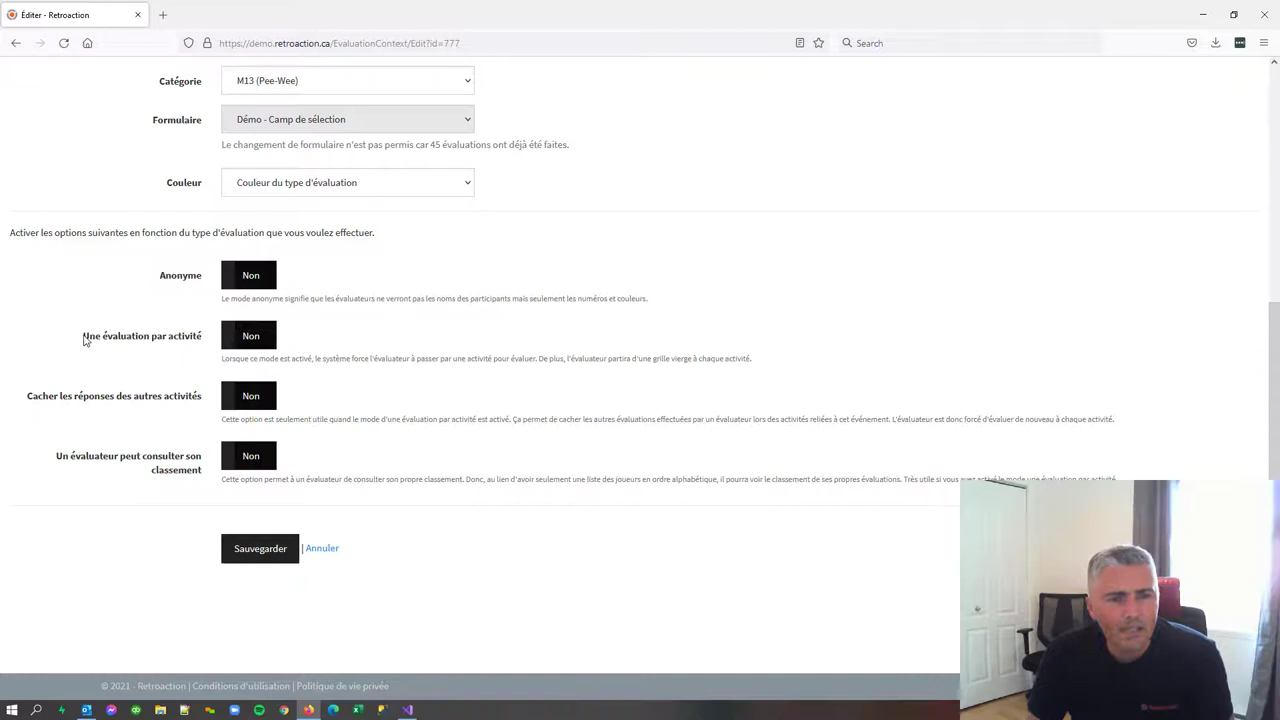 Éditer - Retroaction
https://demo.retroaction.ca/EvaluationContext/Edit?id=777
Search
Catégorie
M13 (Pee-Wee)
Formulaire
Démo - Camp de sélection
Le changement de formulaire n'est pas permis car 45 évaluations ont déjà été faites.
Couleur
Couleur du type d'évaluation
Activer les options suivantes en fonction du type d'évaluation que vous voulez effectuer.
Anonyme
Non
Le mode anonyme signifie que les évaluateurs ne verront pas les noms des participants mais seulement les numéros et couleurs.
Une évaluation par activité
Non
Lorsque ce mode est activé, le système force l'évaluateur à passer par une activité pour évaluer. De plus, l'évaluateur partira d'une grille vierge à chaque activité.
Cacher les réponses des autres activités
Non
Cette option est seulement utile quand le mode d'une évaluation par activité est activé. Ça permet de cacher les autres évaluations effectuées par un évaluateur lors des activités reliées à cet événement. L'évaluateur est donc forcé d'évaluer de nouveau à chaque activité.
Un évaluateur peut consulter son
classement
Non
Cette option permet à un évaluateur de consulter son propre classement. Donc, au lien d'avoir seulement une liste des joueurs en ordre alphabétique, il pourra voir le classement de ses propres évaluations. Très utile si vous avez activé le mode une évaluation par activité
Sauvegarder | Annuler
© 2021 - Retroaction | Conditions d'utilisation | Politique de vie privée